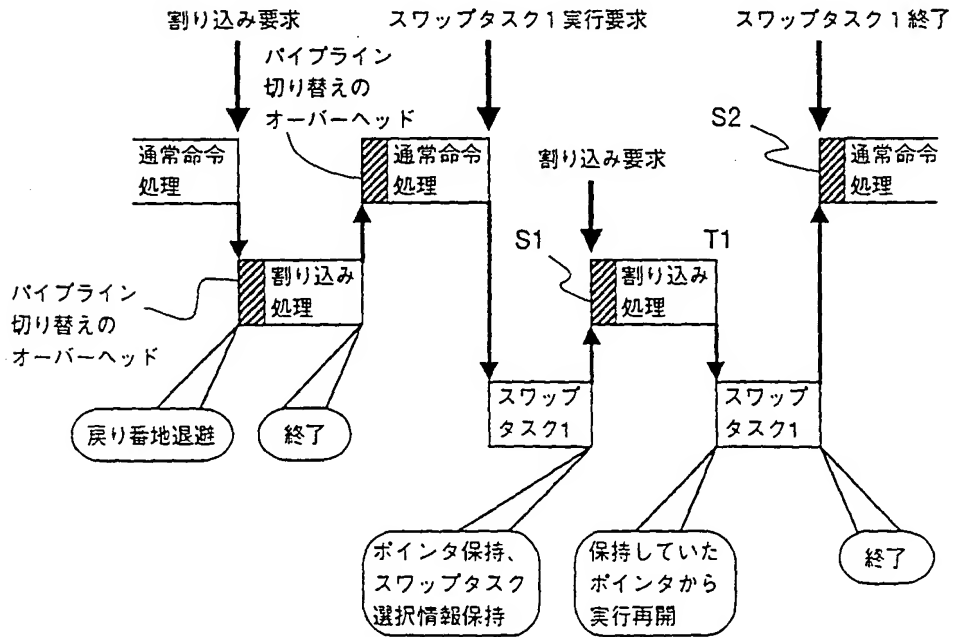 割り込み要求
スワップタスク1実行要求
スワップタスク1終了
パイプライン
切り替えの
オーバーヘッド
S2
通常命令
処理
通常命令
処理
割り込み要求
通常命令
処理
S1
T1
パイプライン
切り替えの
オーバーヘッド
割り込み
処理
割り込み
処理
スワップ
タスク1
スワップ
タスク1
戻り番地退避
終了
ポインタ保持、
スワップタスク
選択情報保持
保持していた
ポインタから
実行再開
終了